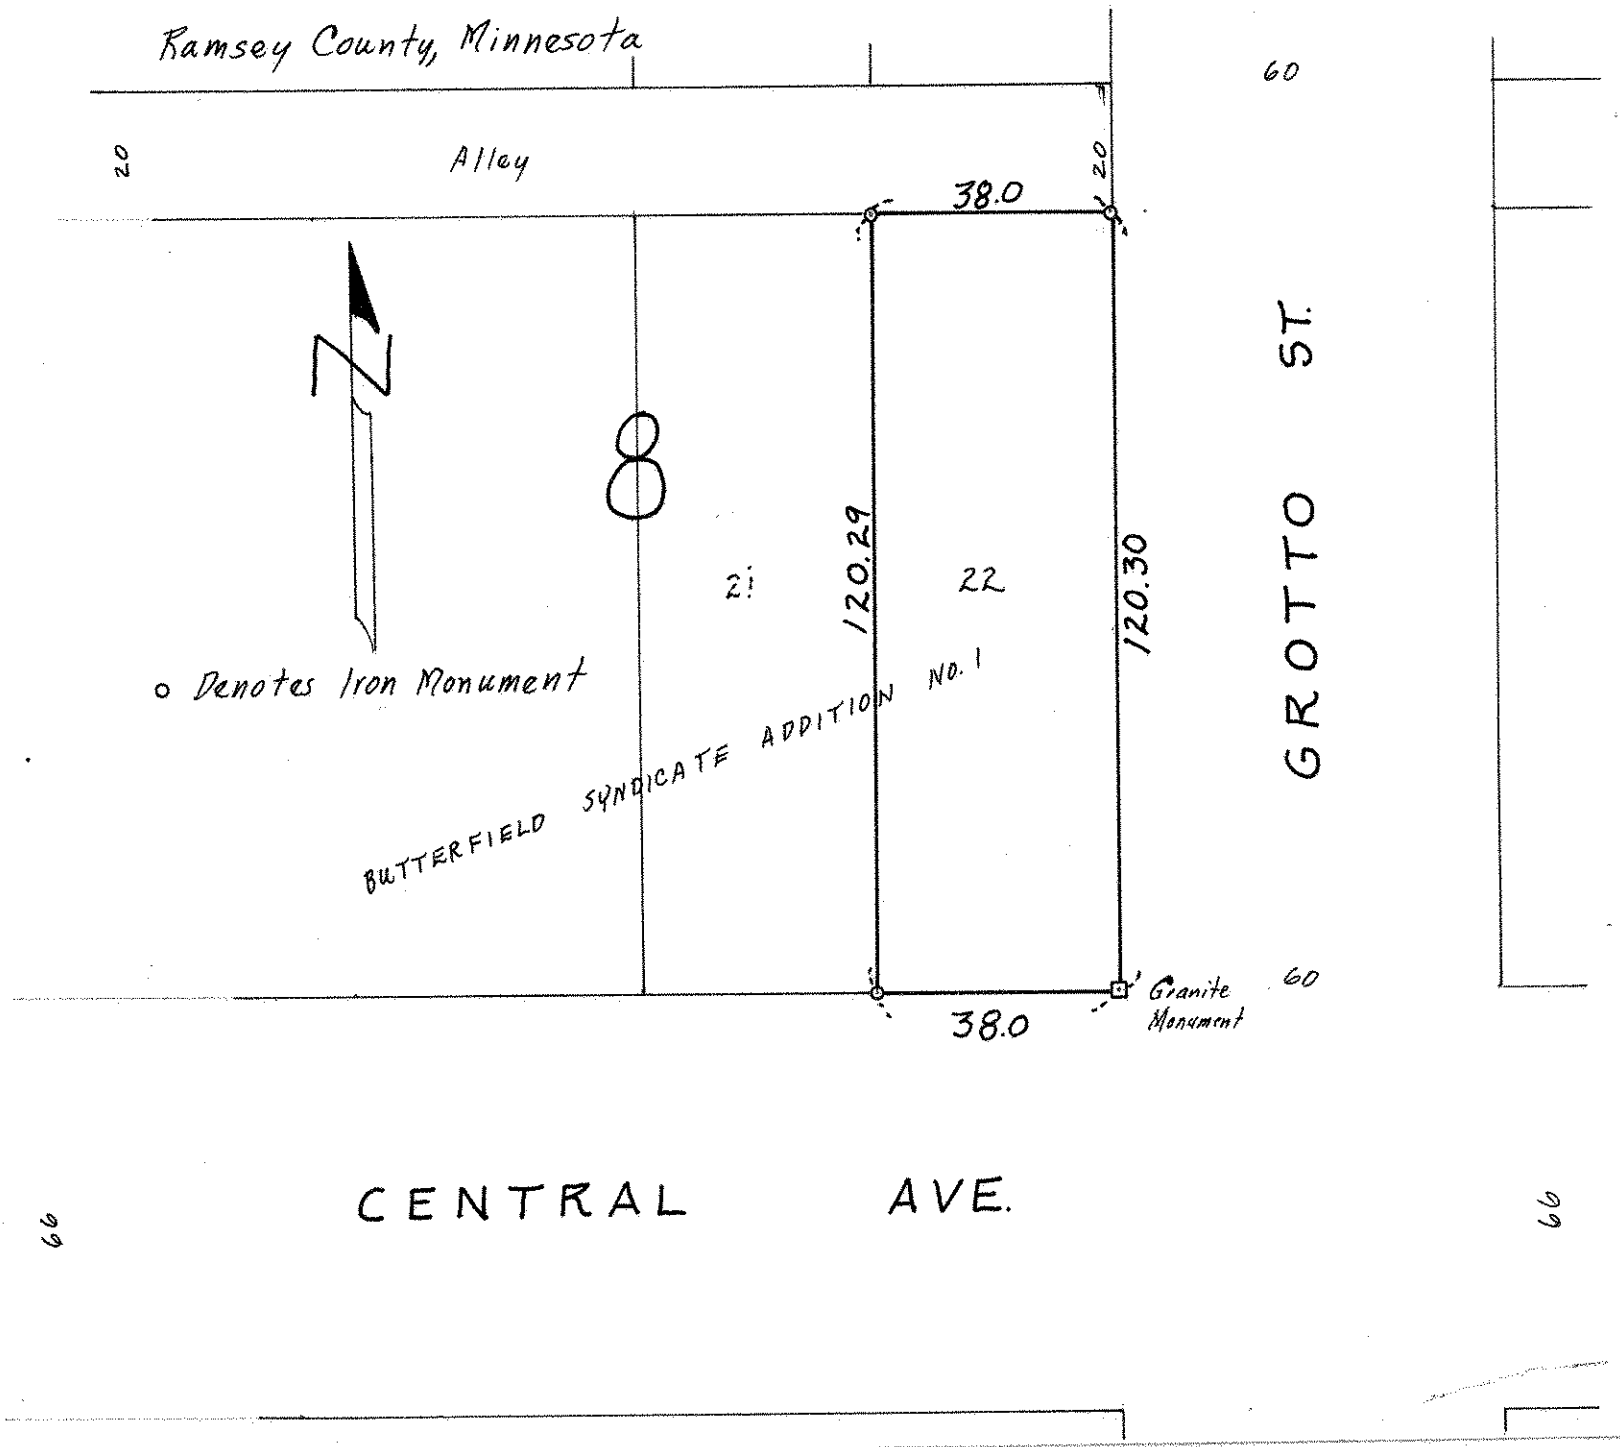 Ramsey County, Minnesota
60
20
Alley
20
38.0
N
GROTTO ST.
8
120.29
120.30
21
22
o Denotes Iron Monument
BUTTERFIELD SYNDICATE ADDITION NO. 1
Granite
Monument
60
38.0
CENTRAL AVE.
66
66